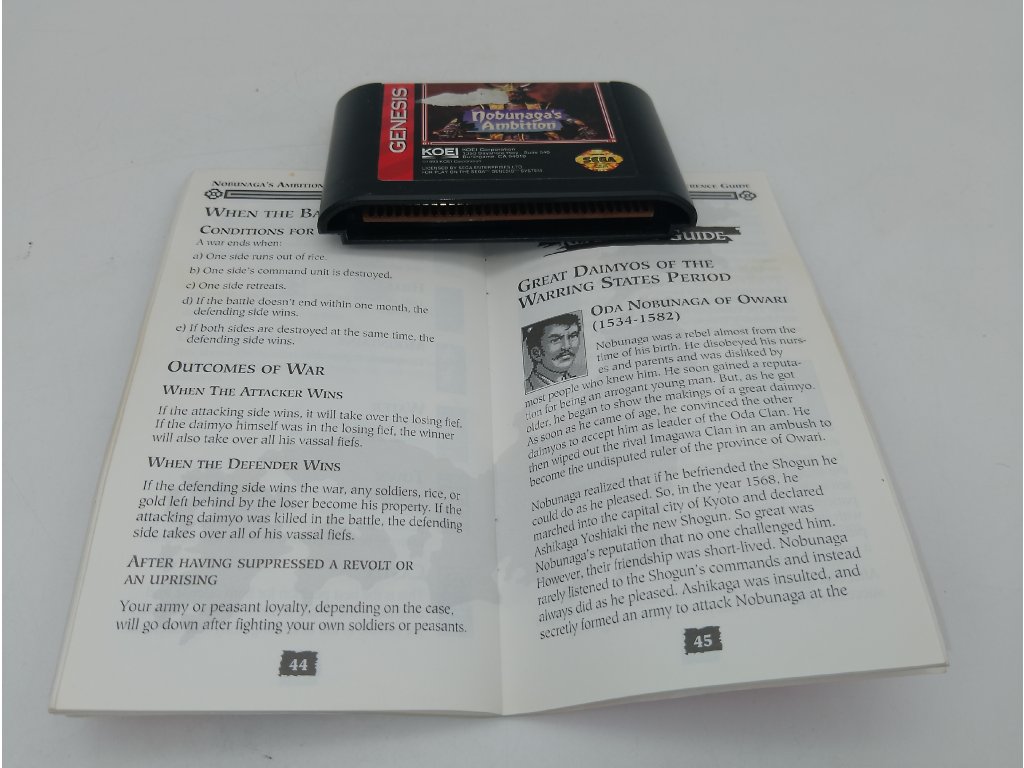 GENESIS
Nobunaga's
Ambition
KOEI
KOEI Corporation
Burlingame, CA 94010
LICENSED BY SEGA ENTERPRISES LTD.
FOR PLAY ON THE SEGA GENESIS SYSTEM.
SEGA
NOBUNAGA'S AMBITION
WHEN THE BA
CONDITIONS FOR
A war ends when:
a) One side runs out of rice.
b) One side's command unit is destroyed.
c) One side retreats.
d) If the battle doesn't end within one month, the
defending side wins.
e) If both sides are destroyed at the same time, the
defending side wins.
OUTCOMES OF WAR
WHEN THE ATTACKER WINS
If the attacking side wins, it will take over the losing fief.
If the daimyo himself was in the losing fief, the winner
will also take over all his vassal fiefs.
WHEN THE DEFENDER WINS
If the defending side wins the war, any soldiers, rice, or
gold left behind by the loser become his property. If the
attacking daimyo was killed in the battle, the defending
side takes over all of his vassal fiefs.
AFTER HAVING SUPPRESSED A REVOLT OR
AN UPRISING
Your army or peasant loyalty, depending on the case,
will go down after fighting your own soldiers or peasants.
44
RENCE GUIDE
GUIDE
GREAT DAIMYOS OF THE
WARRING STATES PERIOD
ODA NOBUNAGA OF OWARI
(1534-1582)
Nobunaga was a rebel almost from the
time of his birth. He disobeyed his nurs-
es and parents and was disliked by
most people who knew him. He soon gained a reputa-
tion for being an arrogant young man. But, as he got
older, he began to show the makings of a great daimyo.
As soon as he came of age, he convinced the other
daimyos to accept him as leader of the Oda Clan. He
then wiped out the rival Imagawa Clan in an ambush to
become the undisputed ruler of the province of Owari.
Nobunaga realized that if he befriended the Shogun he
could do as he pleased. So, in the year 1568, he
marched into the capital city of Kyoto and declared
Ashikaga Yoshiaki the new Shogun. So great was
Nobunaga's reputation that no one challenged him.
However, their friendship was short-lived. Nobunaga
rarely listened to the Shogun's commands and instead
always did as he pleased. Ashikaga was insulted, and
secretly formed an army to attack Nobunaga at the
45